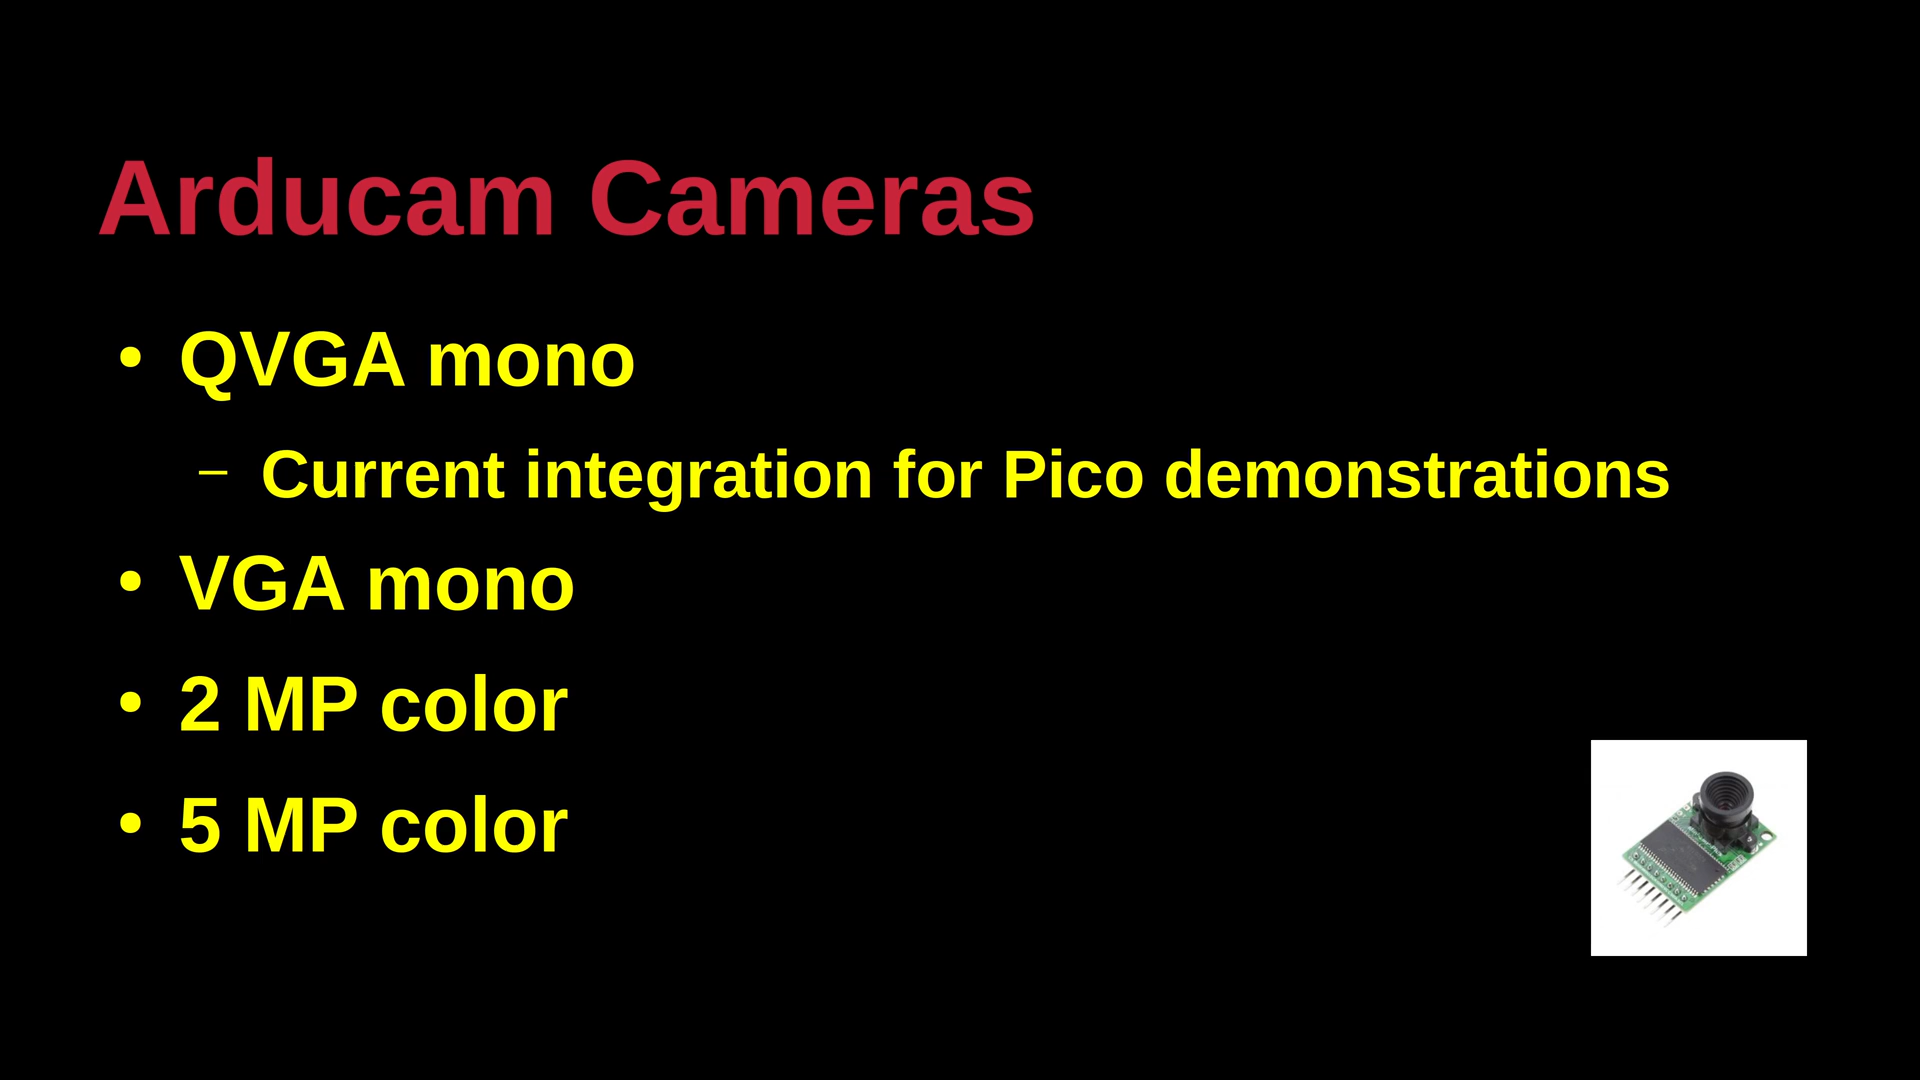 Arducam Cameras
• QVGA mono
– Current integration for Pico demonstrations
• VGA mono
• 2 MP color
• 5 MP color